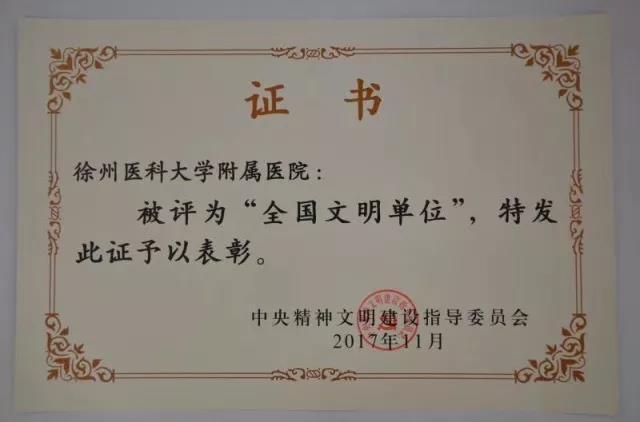 证书
徐州医科大学附属医院：
被评为“全国文明单位”，特发
此证予以表彰。
中央精神文明建设指导委员会
2017年11月